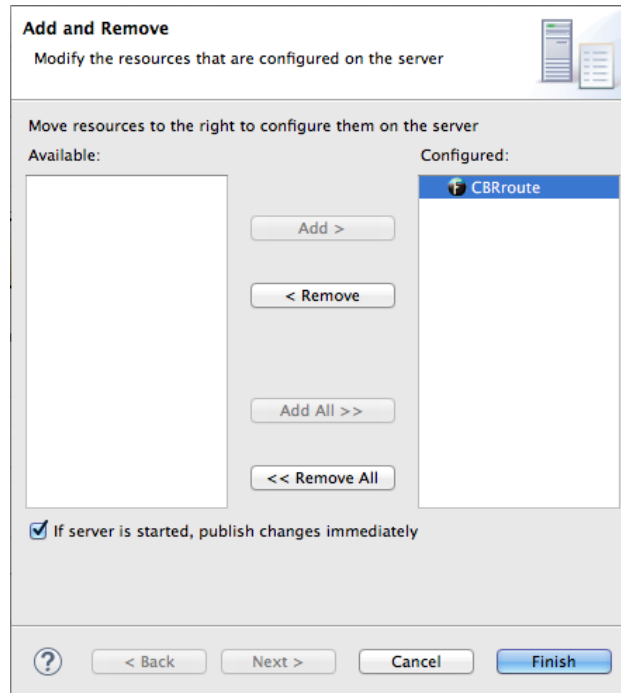 Add and Remove
Modify the resources that are configured on the server
Move resources to the right to configure them on the server
Available:
Configured:
CBRroute
Add >
< Remove
Add All >>
<< Remove All
If server is started, publish changes immediately
? < Back Next > Cancel Finish